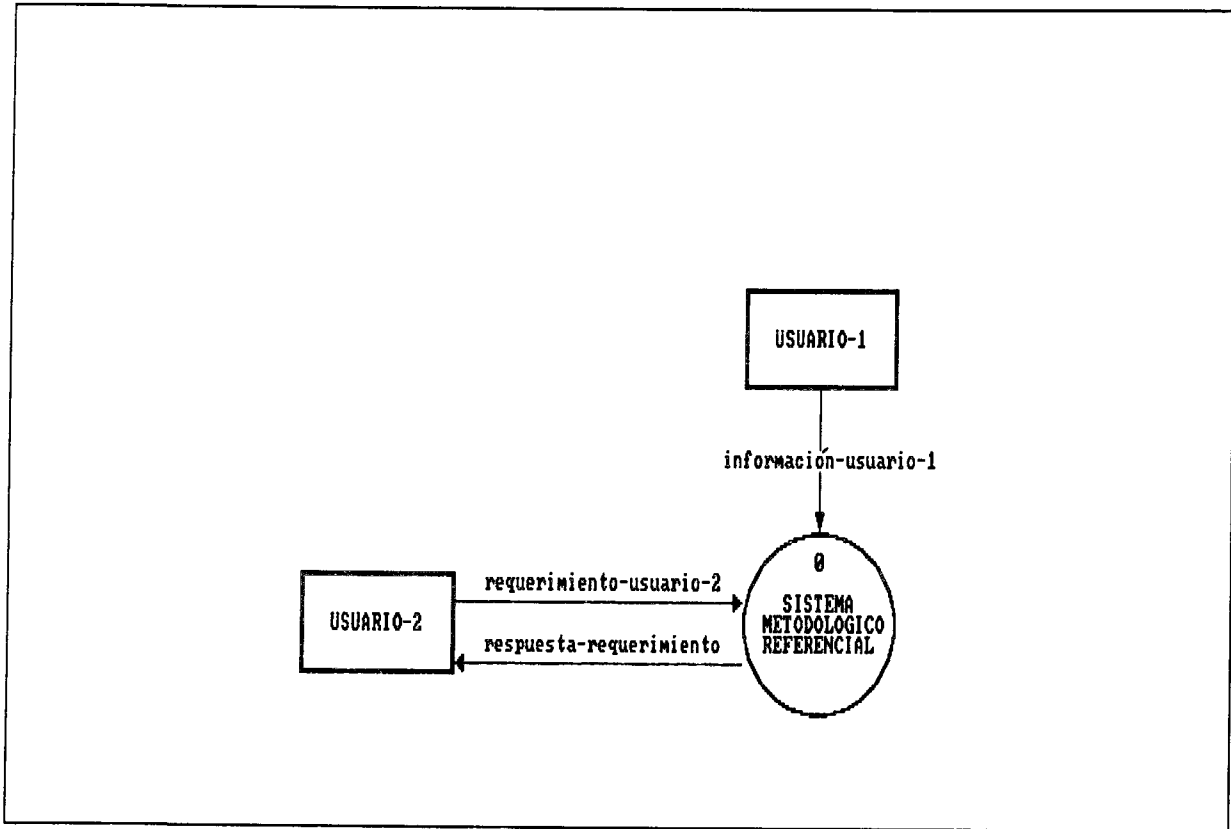 USUARIO-1
información-usuario-1
0
SISTEMA
METODOLOGICO
REFERENCIAL
requerimiento-usuario-2
USUARIO-2
respuesta-requerimiento